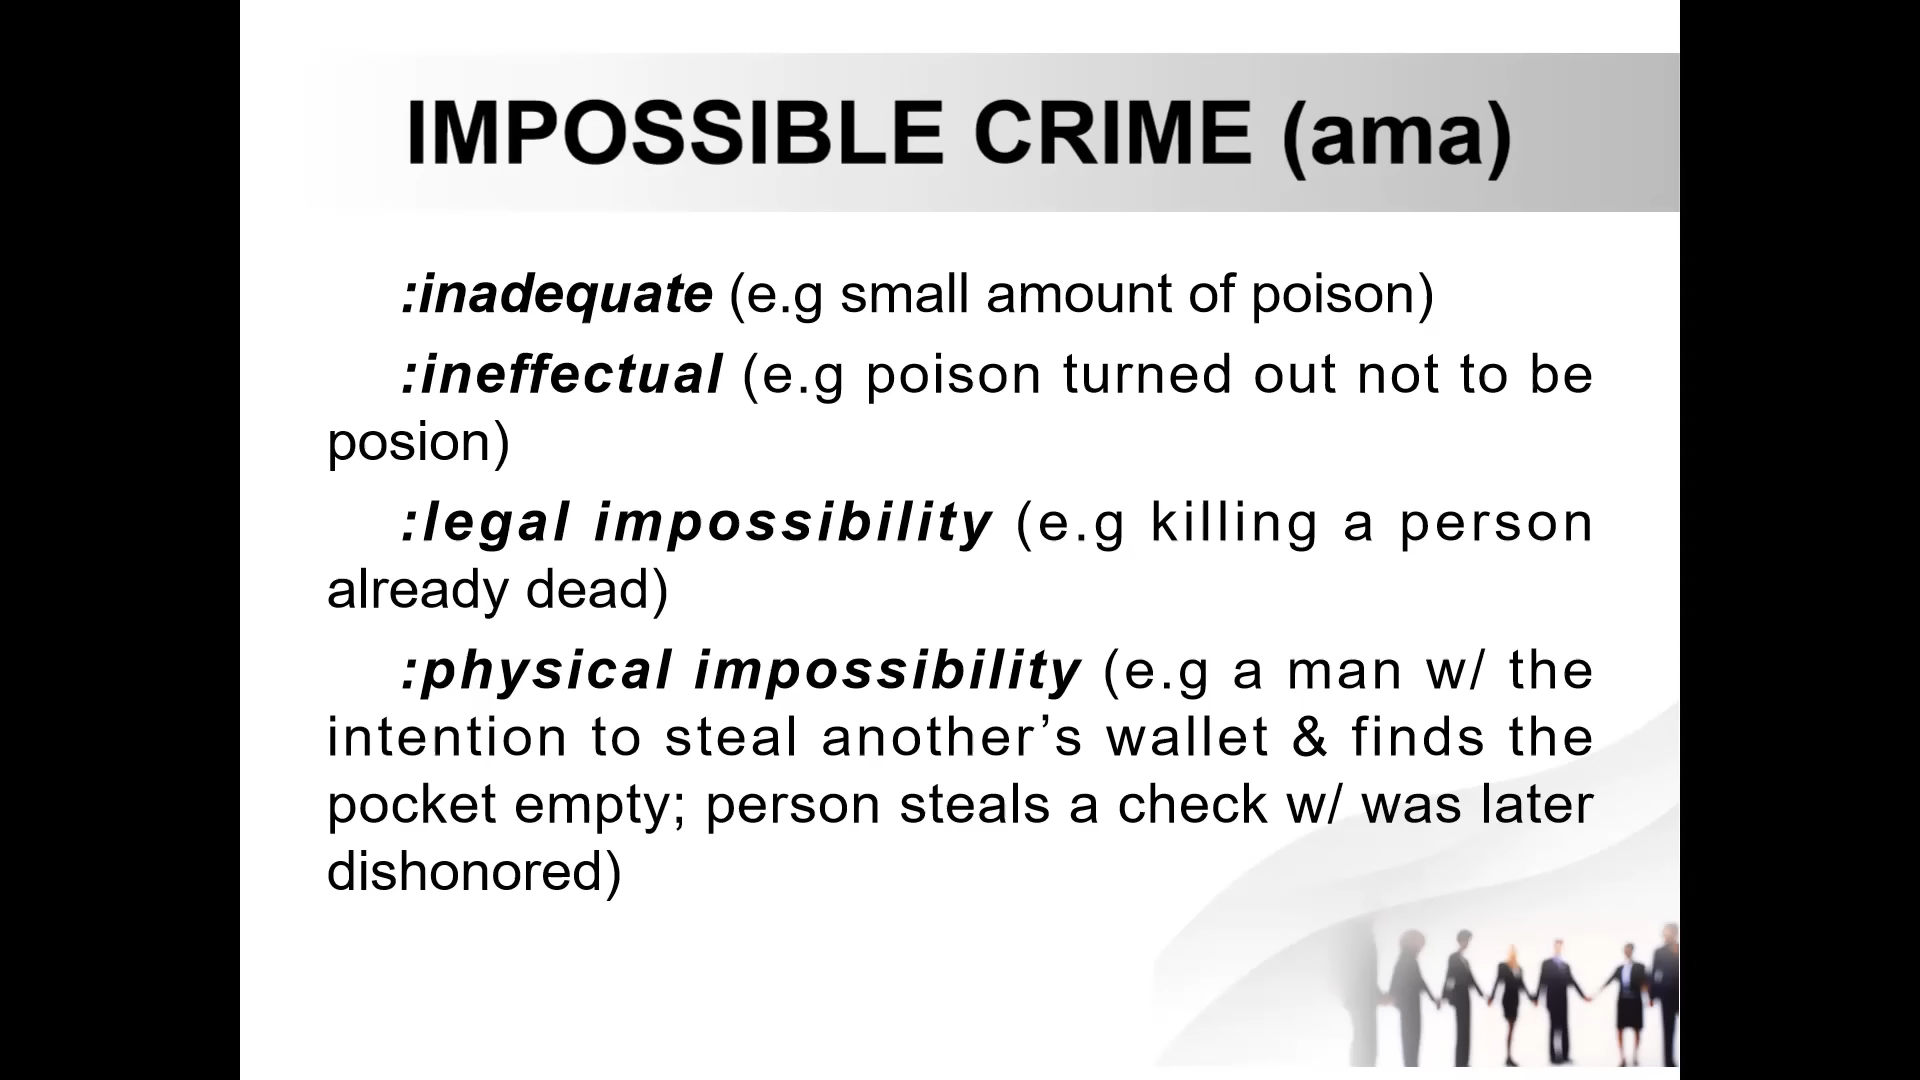 IMPOSSIBLE CRIME (ama)
:inadequate (e.g small amount of poison)
:ineffectual (e.g poison turned out not to be
posion)
:legal impossibility (e.g killing a person
already dead)
:physical impossibility (e.g a man w/ the
intention to steal another’s wallet & finds the
pocket empty; person steals a check w/ was later
dishonored)